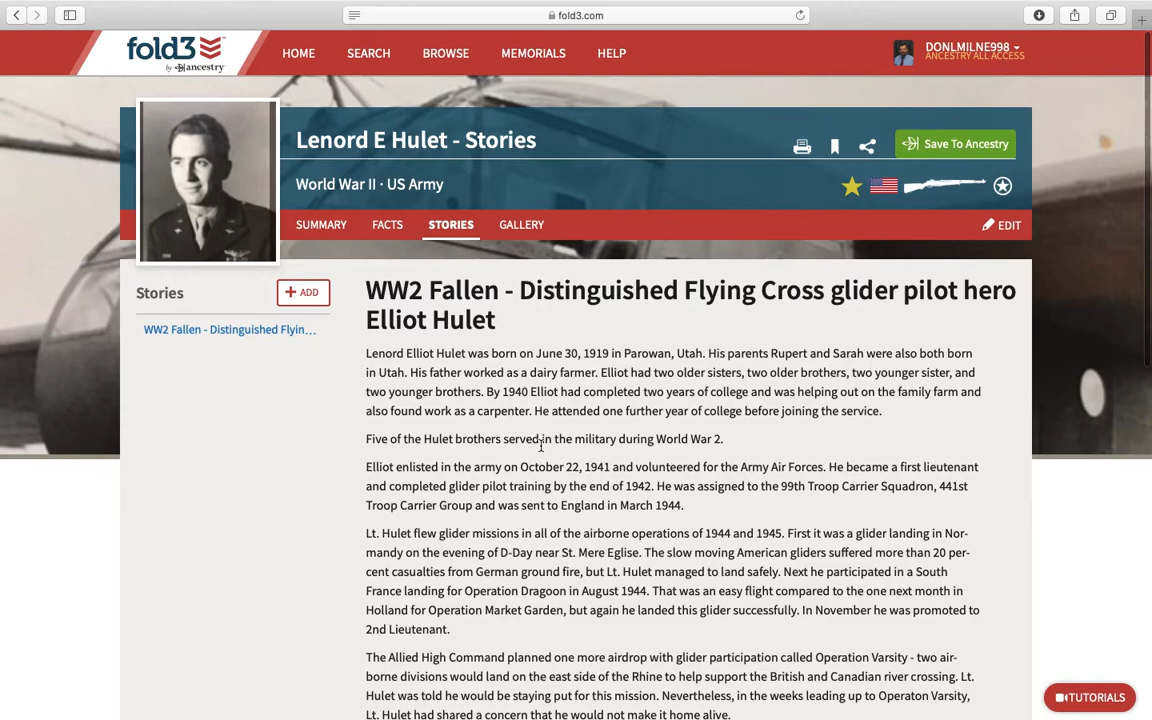 fold3.com
fold3
by ancestry
HOME SEARCH BROWSE MEMORIALS HELP
DONLMILNE998
ANCESTRY ALL ACCESS
Lenord E Hulet - Stories
Save To Ancestry
World War II · US Army
SUMMARY FACTS STORIES GALLERY
EDIT
Stories
+ ADD
WW2 Fallen - Distinguished Flyin...
WW2 Fallen - Distinguished Flying Cross glider pilot hero
Elliot Hulet
Lenord Elliot Hulet was born on June 30, 1919 in Parowan, Utah. His parents Rupert and Sarah were also both born
in Utah. His father worked as a dairy farmer. Elliot had two older sisters, two older brothers, two younger sister, and
two younger brothers. By 1940 Elliot had completed two years of college and was helping out on the family farm and
also found work as a carpenter. He attended one further year of college before joining the service.
Five of the Hulet brothers served in the military during World War 2.
Elliot enlisted in the army on October 22, 1941 and volunteered for the Army Air Forces. He became a first lieutenant
and completed glider pilot training by the end of 1942. He was assigned to the 99th Troop Carrier Squadron, 441st
Troop Carrier Group and was sent to England in March 1944.
Lt. Hulet flew glider missions in all of the airborne operations of 1944 and 1945. First it was a glider landing in Nor-
mandy on the evening of D-Day near St. Mere Eglise. The slow moving American gliders suffered more than 20 per-
cent casualties from German ground fire, but Lt. Hulet managed to land safely. Next he participated in a South
France landing for Operation Dragoon in August 1944. That was an easy flight compared to the one next month in
Holland for Operation Market Garden, but again he landed this glider successfully. In November he was promoted to
2nd Lieutenant.
The Allied High Command planned one more airdrop with glider participation called Operation Varsity - two air-
borne divisions would land on the east side of the Rhine to help support the British and Canadian river crossing. Lt.
Hulet was told he would be staying put for this mission. Nevertheless, in the weeks leading up to Operaton Varsity,
Lt. Hulet had shared a concern that he would not make it home alive.
TUTORIALS